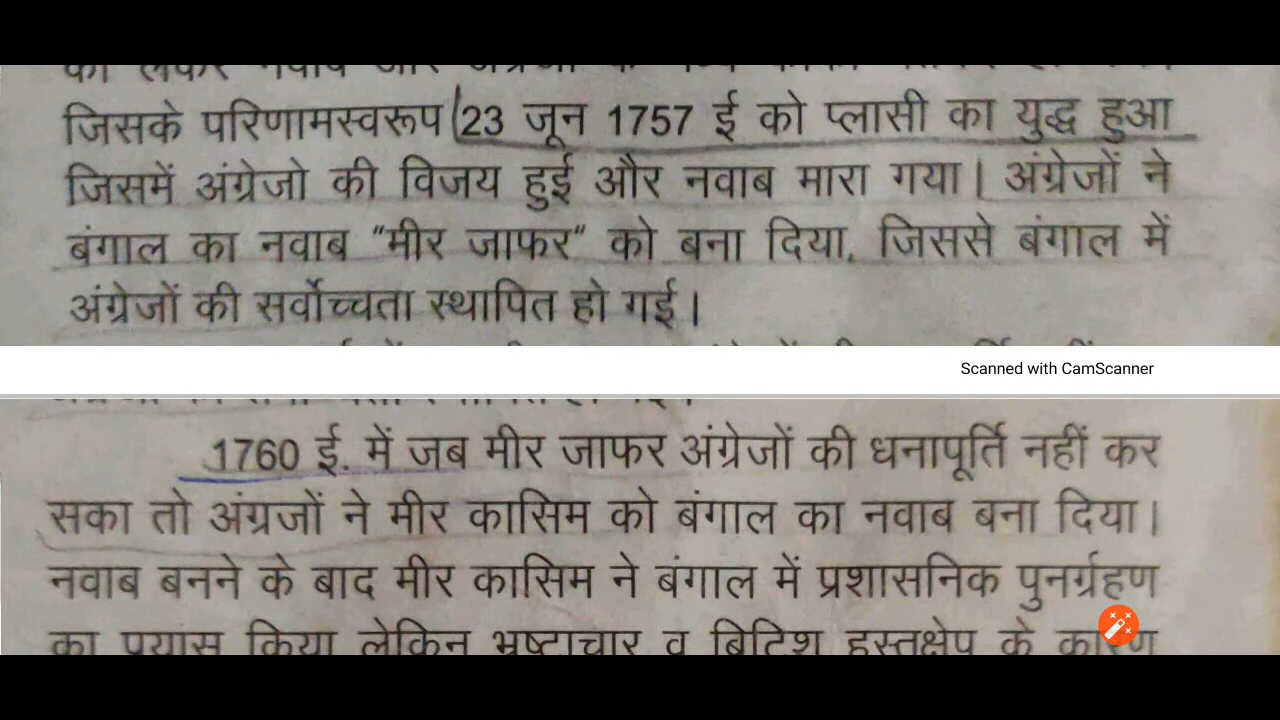 जिसके परिणामस्वरूप (23 जून 1757 ई को प्लासी का युद्ध हुआ
जिसमें अंग्रेजो की विजय हुई और नवाब मारा गया। अंग्रेजों ने
बंगाल का नवाब "मीर जाफर" को बना दिया, जिससे बंगाल में
अंग्रेजों की सर्वोच्चता स्थापित हो गई।
Scanned with CamScanner
1760 ई. में जब मीर जाफर अंग्रेजों की धनापूर्ति नहीं कर
सका तो अंग्रजों ने मीर कासिम को बंगाल का नवाब बना दिया।
नवाब बनने के बाद मीर कासिम ने बंगाल में प्रशासनिक पुनर्ग्रहण
का प्रयास किया लेकिन भ्रष्टाचार व ब्रिटिश हस्तक्षेप के कारण